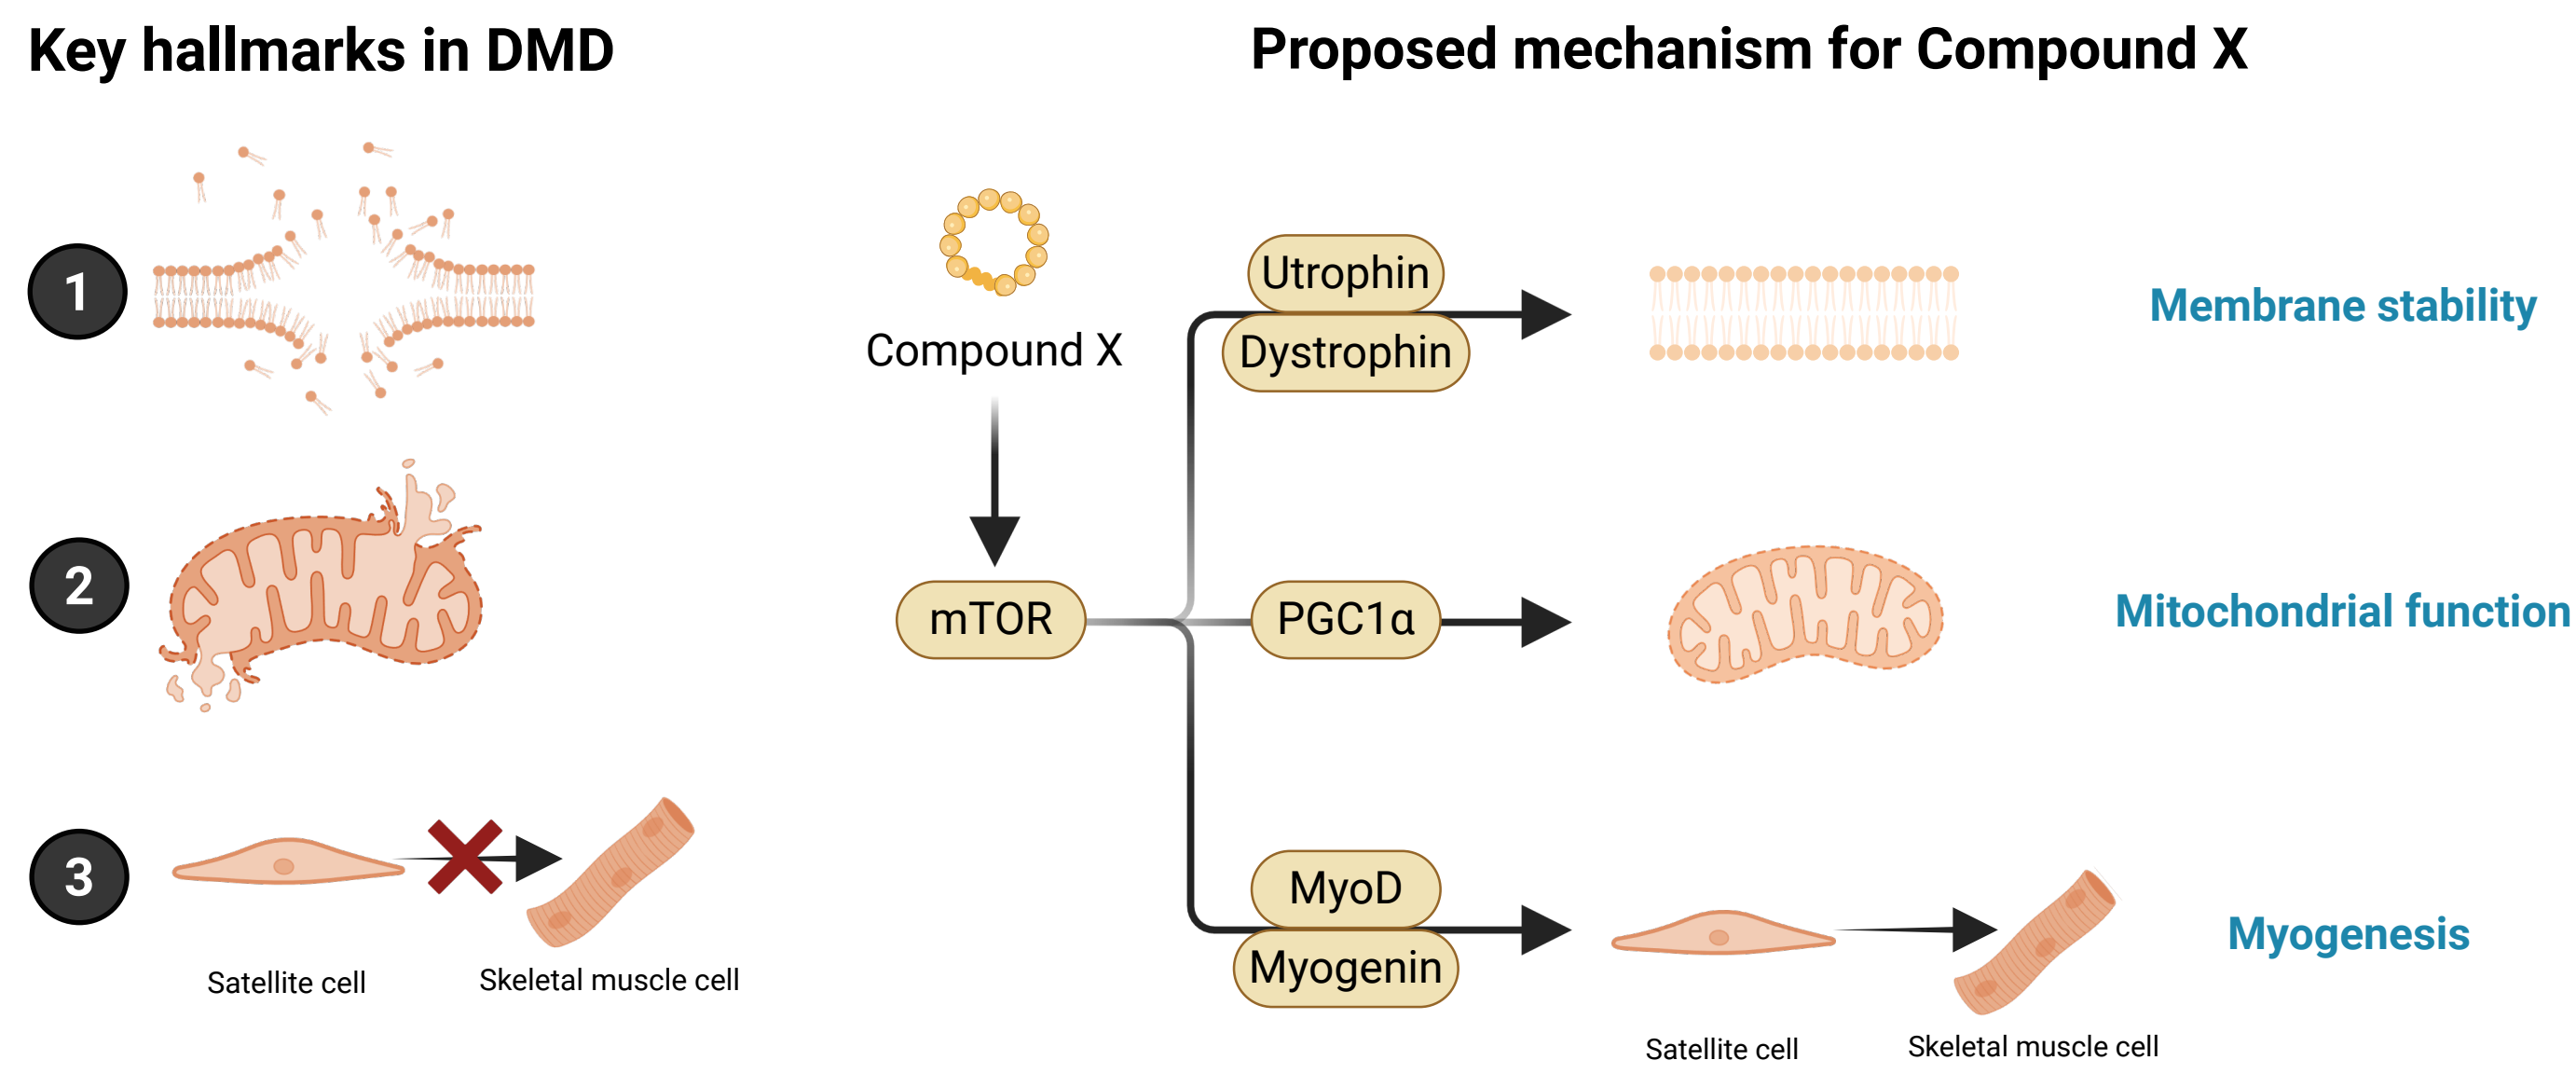 Key hallmarks in DMD
Proposed mechanism for Compound X
1
Compound X
Utrophin
Dystrophin
Membrane stability
2
mTOR
PGC1α
Mitochondrial function
3
Satellite cell
Skeletal muscle cell
MyoD
Myogenin
Satellite cell
Skeletal muscle cell
Myogenesis